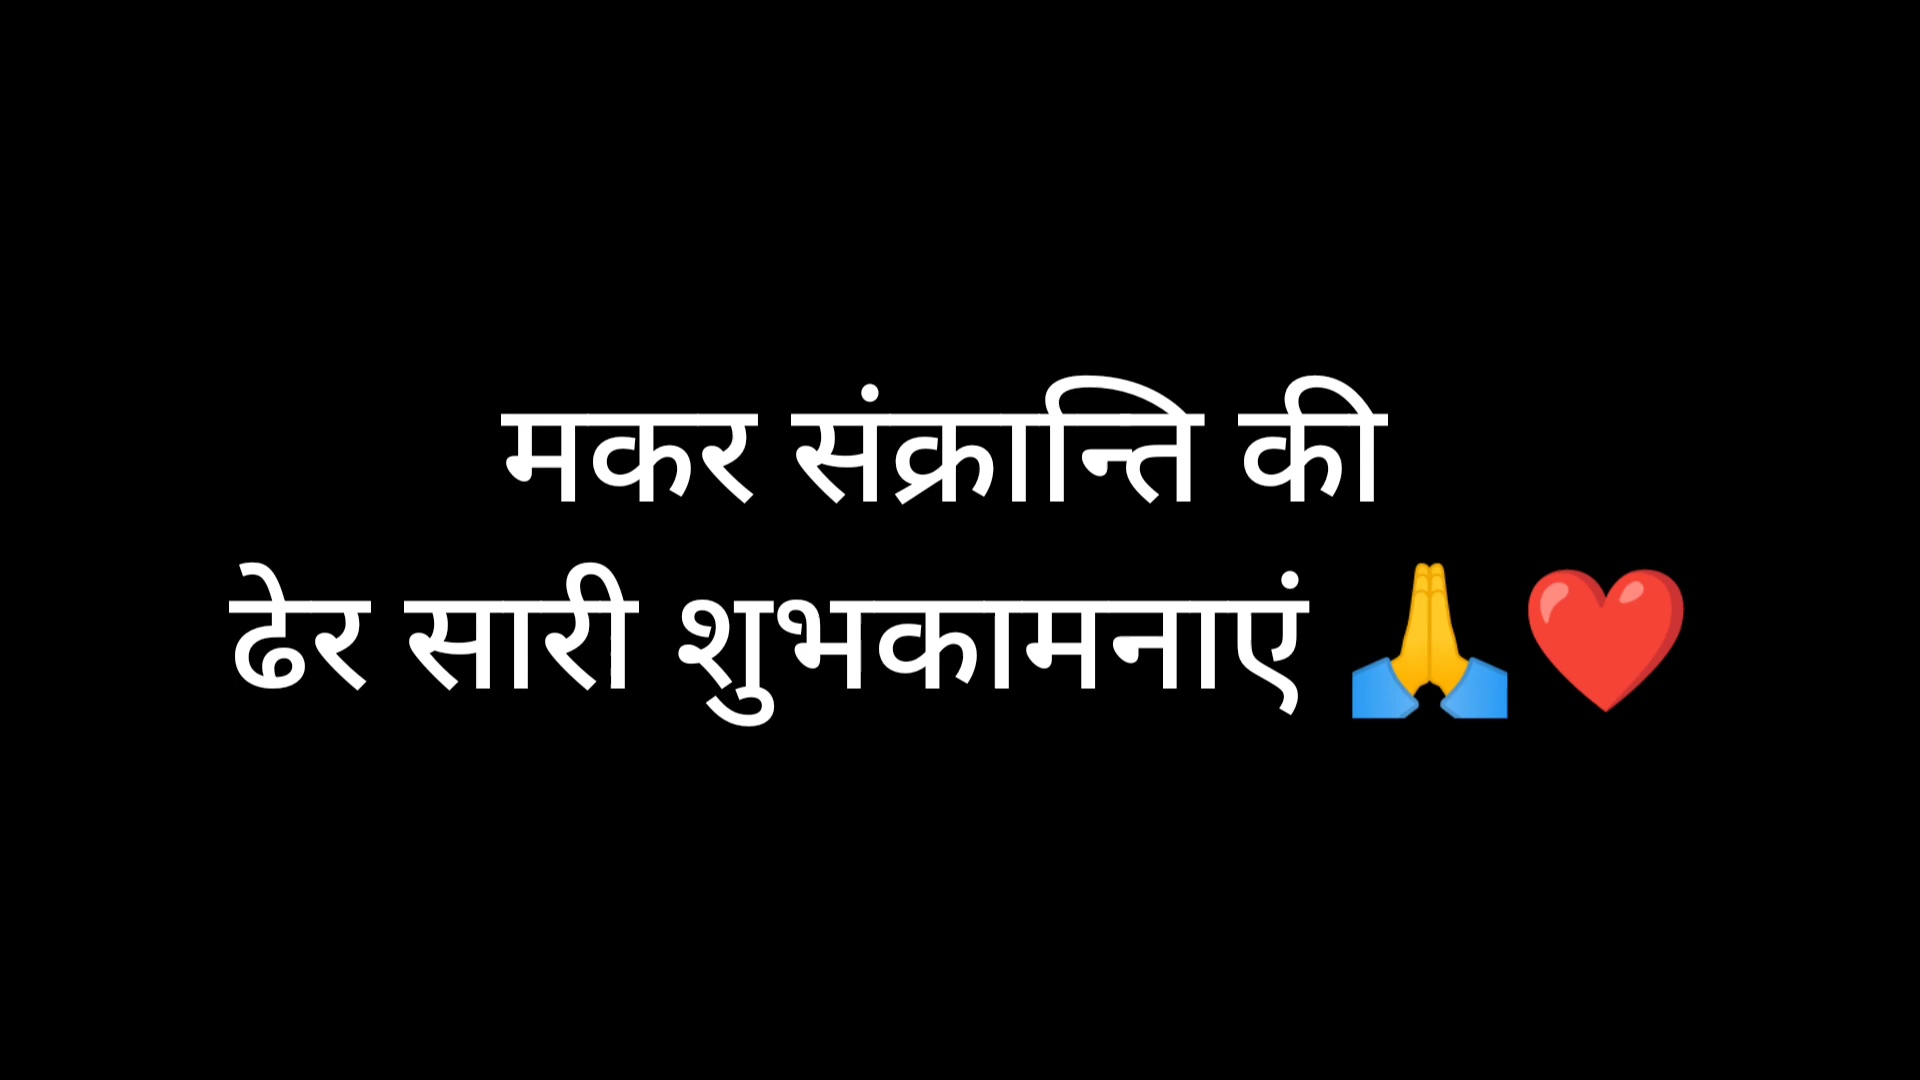 मकर संक्रान्ति की
ढेर सारी शुभकामनाएं 🙏❤️